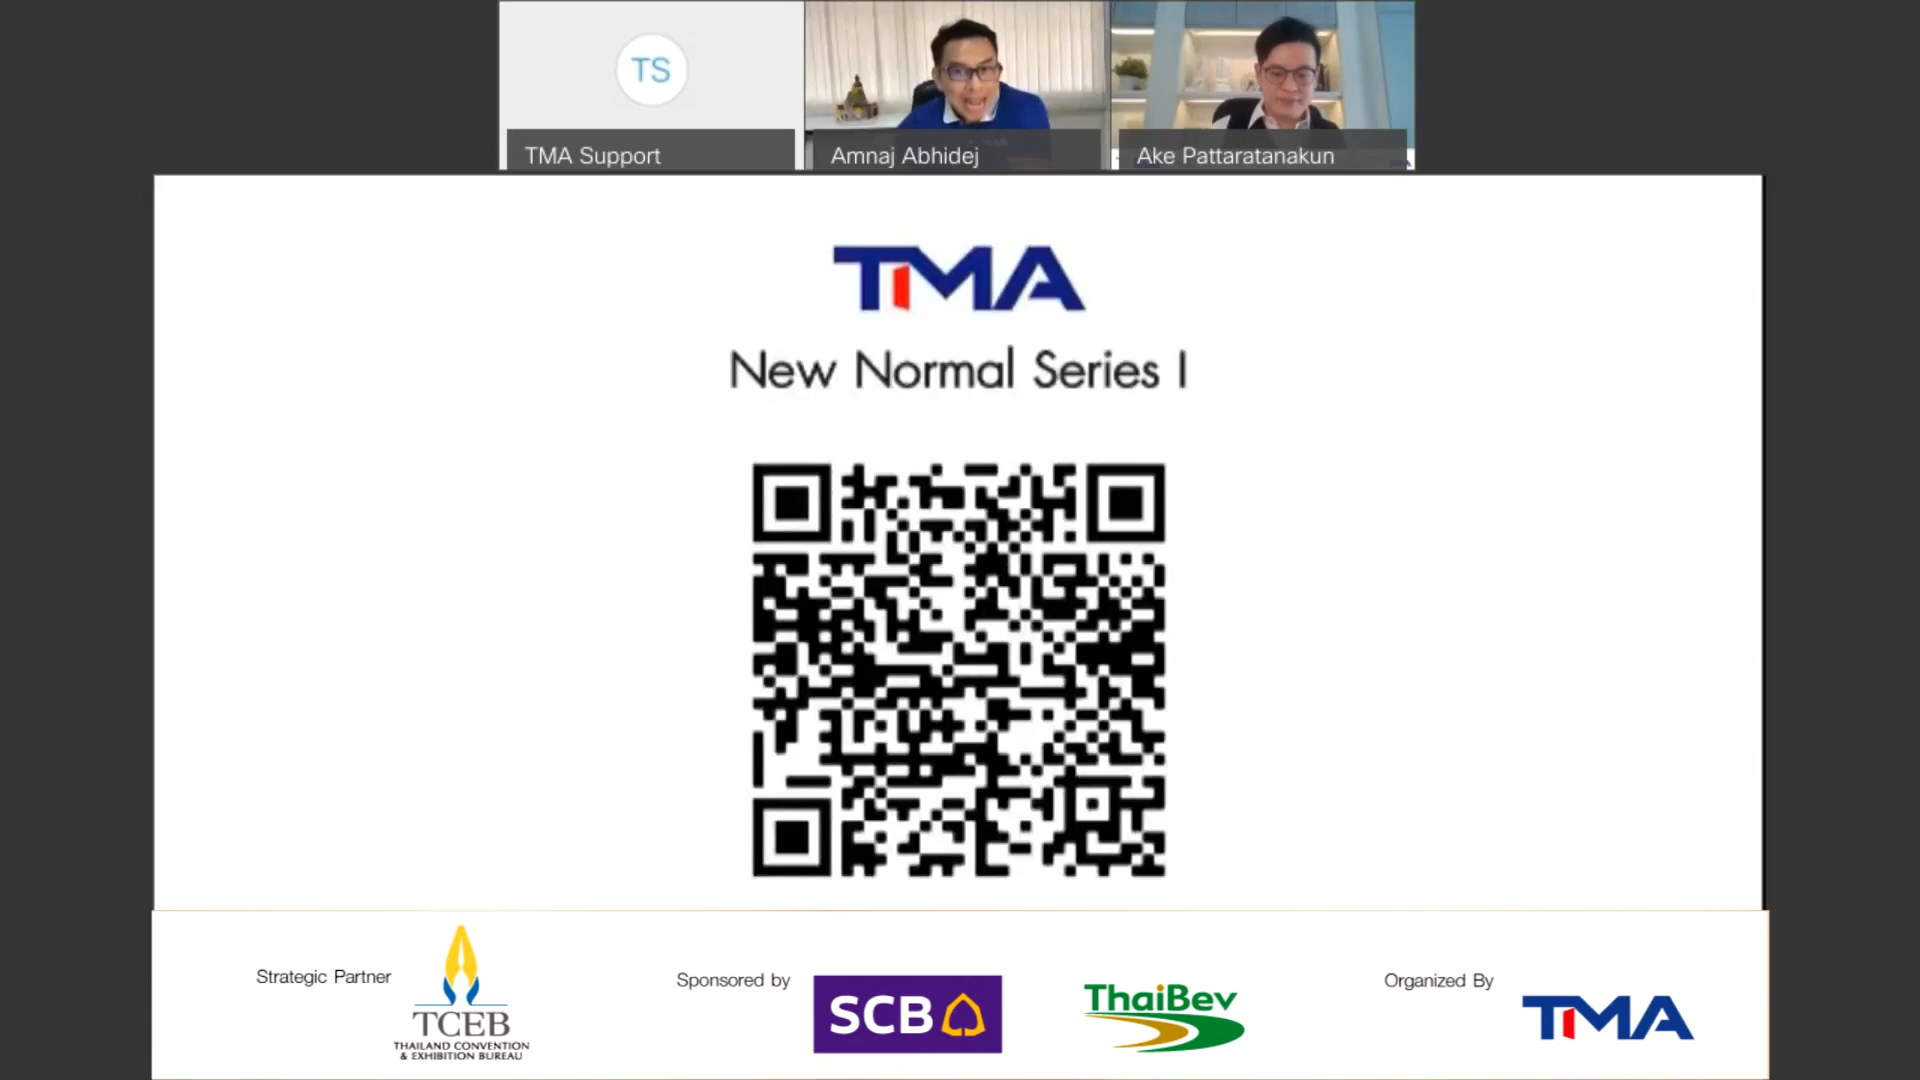 TS
TMA Support
Amnaj Abhidej
Ake Pattaratanakun
TMA
New Normal Series I
Strategic Partner
TCEB
THAILAND CONVENTION
& EXHIBITION BUREAU
Sponsored by
SCB
ThaiBev
Organized By
TMA